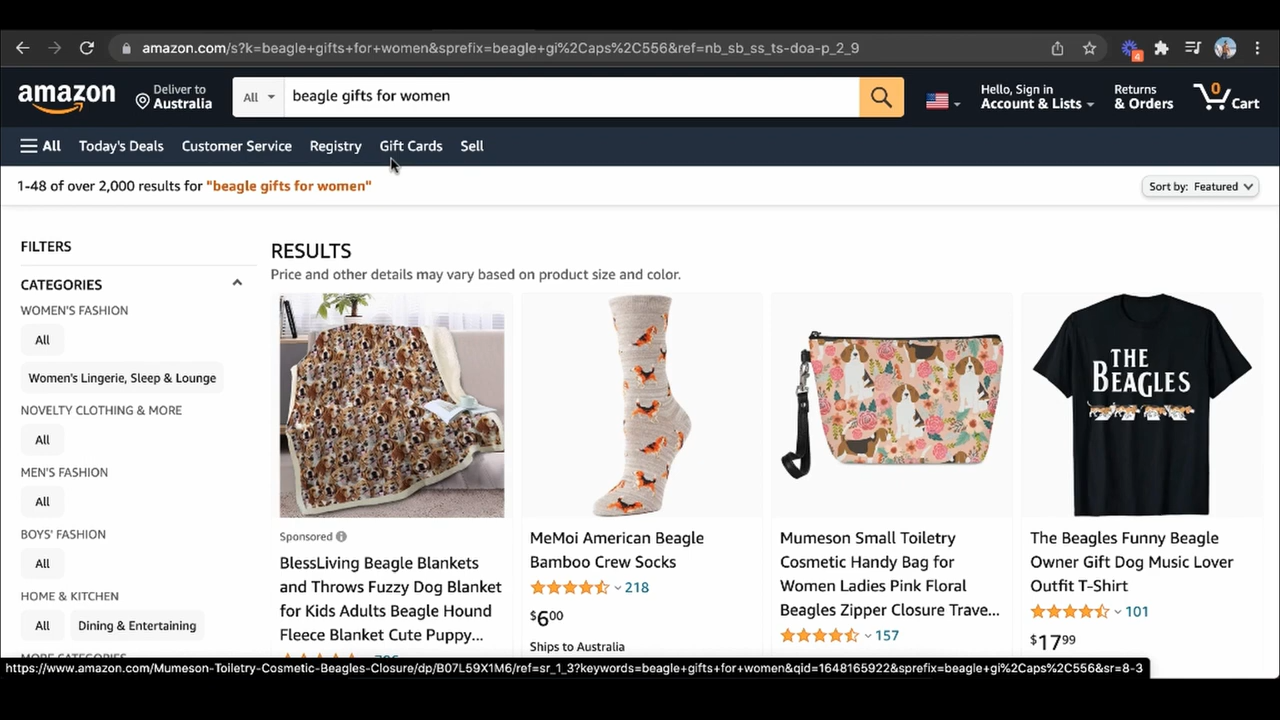 amazon.com/s?k=beagle+gifts+for+women&sprefix=beagle+gi%2Caps%2C556&ref=nb_sb_ss_ts-doa-p_2_9
4
amazon
Deliver to
Australia
All
beagle gifts for women
Hello, Sign in
Account & Lists
Returns
& Orders
0
Cart
All
Today's Deals
Customer Service
Registry
Gift Cards
Sell
1-48 of over 2,000 results for "beagle gifts for women"
Sort by: Featured
FILTERS
CATEGORIES
WOMEN'S FASHION
All
Women's Lingerie, Sleep & Lounge
NOVELTY CLOTHING & MORE
All
MEN'S FASHION
All
BOYS' FASHION
All
HOME & KITCHEN
All
Dining & Entertaining
RESULTS
Price and other details may vary based on product size and color.
Sponsored
BlessLiving Beagle Blankets
and Throws Fuzzy Dog Blanket
for Kids Adults Beagle Hound
Fleece Blanket Cute Puppy...
MeMoi American Beagle
Bamboo Crew Socks
218
$6.00
Ships to Australia
Mumeson Small Toiletry
Cosmetic Handy Bag for
Women Ladies Pink Floral
Beagles Zipper Closure Trave...
157
THE
BEAGLES
The Beagles Funny Beagle
Owner Gift Dog Music Lover
Outfit T-Shirt
101
$17.99
https://www.amazon.com/Mumeson-Toiletry-Cosmetic-Beagles-Closure/dp/B07L59X1M6/ref=sr_1_3?keywords=beagle+gifts+for+women&qid=1648165922&sprefix=beagle+gi%2Caps%2C556&sr=8-3